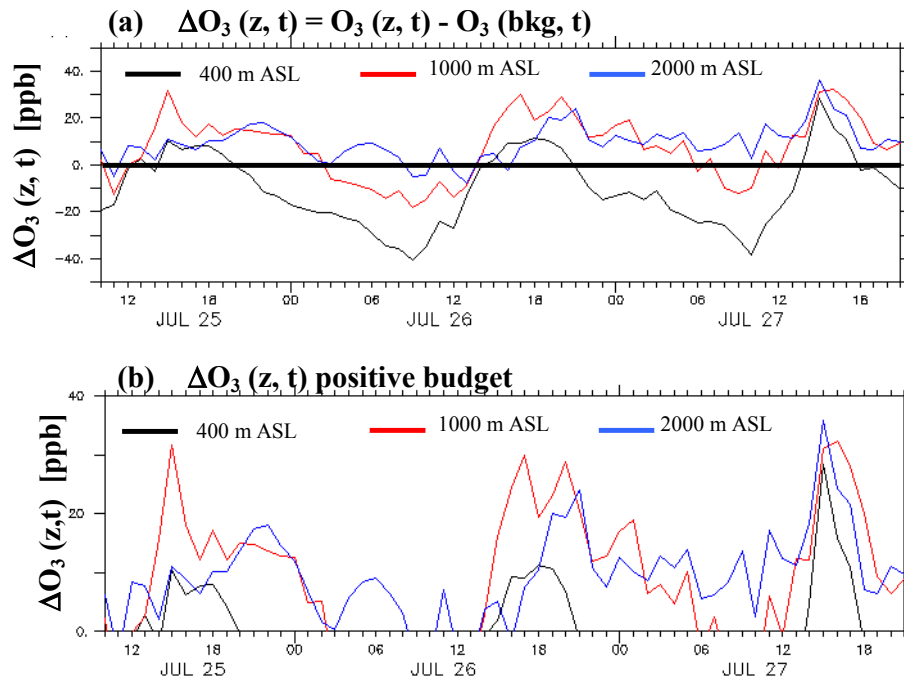 (a) ΔO₃ (z, t) = O₃ (z, t) - O₃ (bkg, t)
ΔO₃ (z, t) [ppb]
40.
20.
0.
-20.
-40.
400 m ASL 1000 m ASL 2000 m ASL
12 18 00 06 12 18 00 06 12 18
JUL 25 JUL 26 JUL 27
(b) ΔO₃ (z, t) positive budget
ΔO₃ (z,t) [ppb]
40
20
0.
400 m ASL 1000 m ASL 2000 m ASL
12 18 00 06 12 18 00 06 12 18
JUL 25 JUL 26 JUL 27